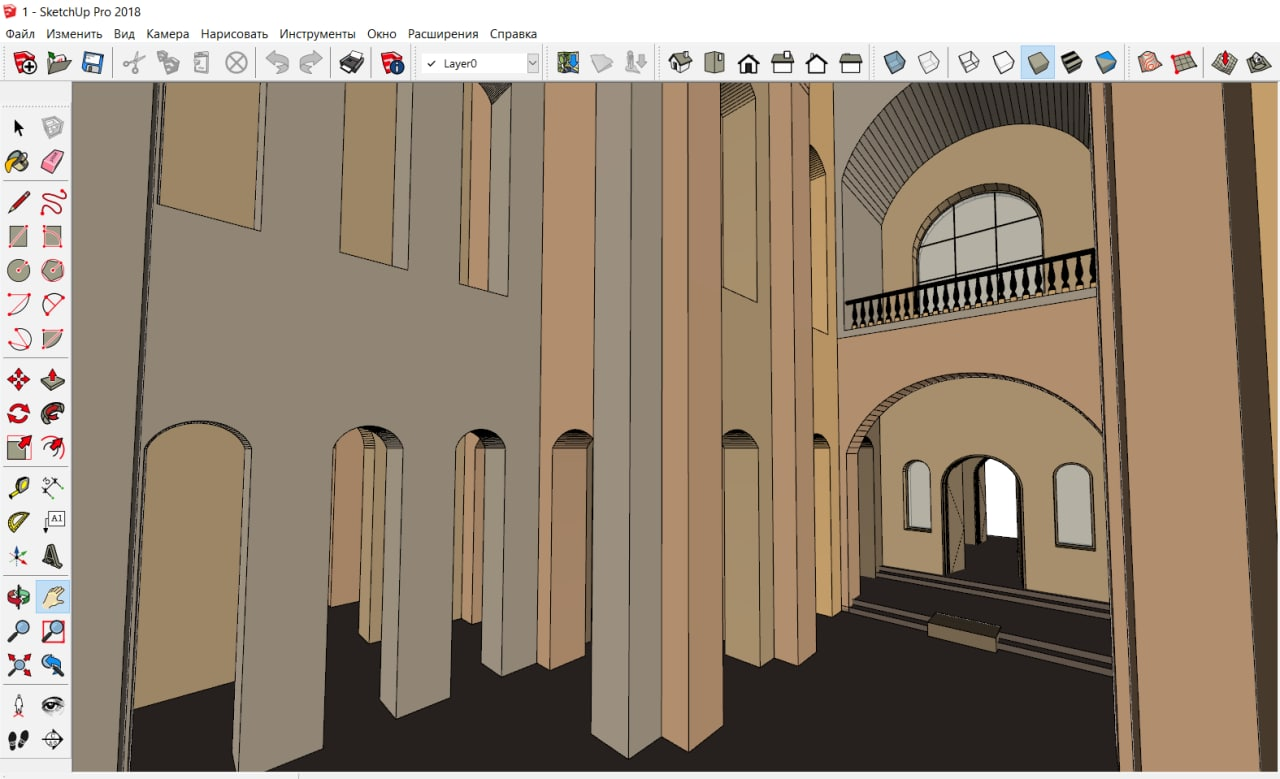 1 - SketchUp Pro 2018
Файл Изменить Вид Камера Нарисовать Инструменты Окно Расширения Справка
Layer0
A1